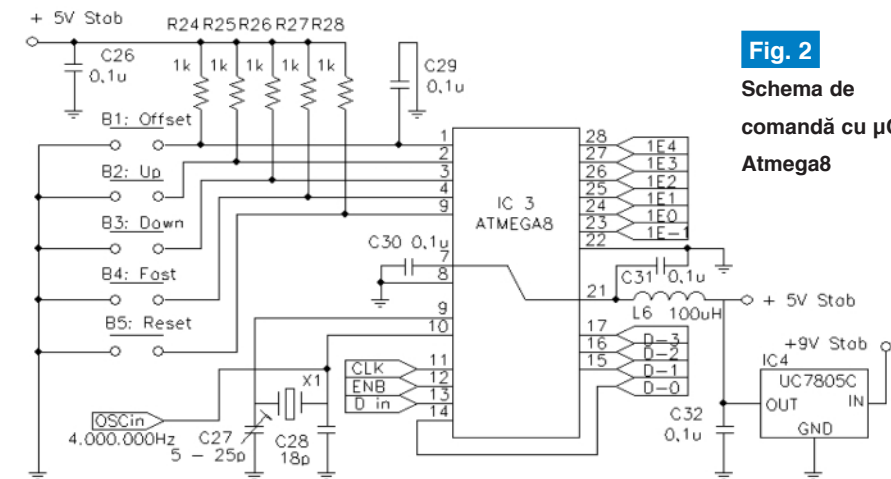 + 5V Stab
R24 R25 R26 R27 R28
C26
0,1u
1k 1k 1k 1k 1k
C29
0,1u
Fig. 2
Schema de
comandă cu µC
Atmega8
B1: Offset
B2: Up
B3: Down
B4: Fast
B5: Reset
1
2
3
4
9
C30 0,1u
7
8
9
10
11
12
13
14
IC 3
ATMEGA8
28
27
26
25
24
23
22
21
17
16
15
1E4
1E3
1E2
1E1
1E0
1E-1
C31 0,1u
L6 100uH
+ 5V Stab
D-3
D-2
D-1
D-0
+9V Stab
IC4
UC7805C
OUT IN
GND
C32
0,1u
CLK
ENB
D in
X1
OSCin
4.000.000Hz
C27
5 - 25p
C28
18p